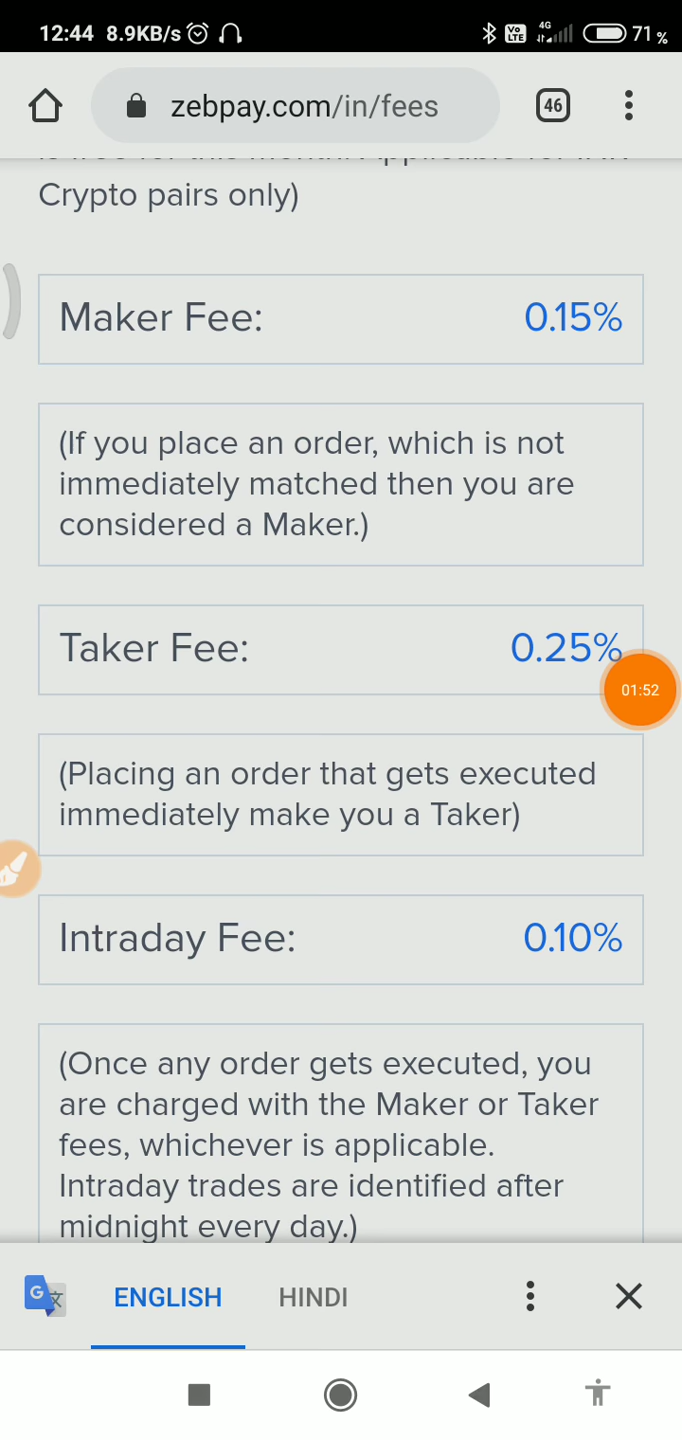 12:44 8.9KB/s Vo LTE 4G 71%
zebpay.com/in/fees 46
Crypto pairs only)
Maker Fee: 0.15%
(If you place an order, which is not
immediately matched then you are
considered a Maker.)
Taker Fee: 0.25%
01:52
(Placing an order that gets executed
immediately make you a Taker)
Intraday Fee: 0.10%
(Once any order gets executed, you
are charged with the Maker or Taker
fees, whichever is applicable.
Intraday trades are identified after
midnight every day.)
G 文 ENGLISH HINDI